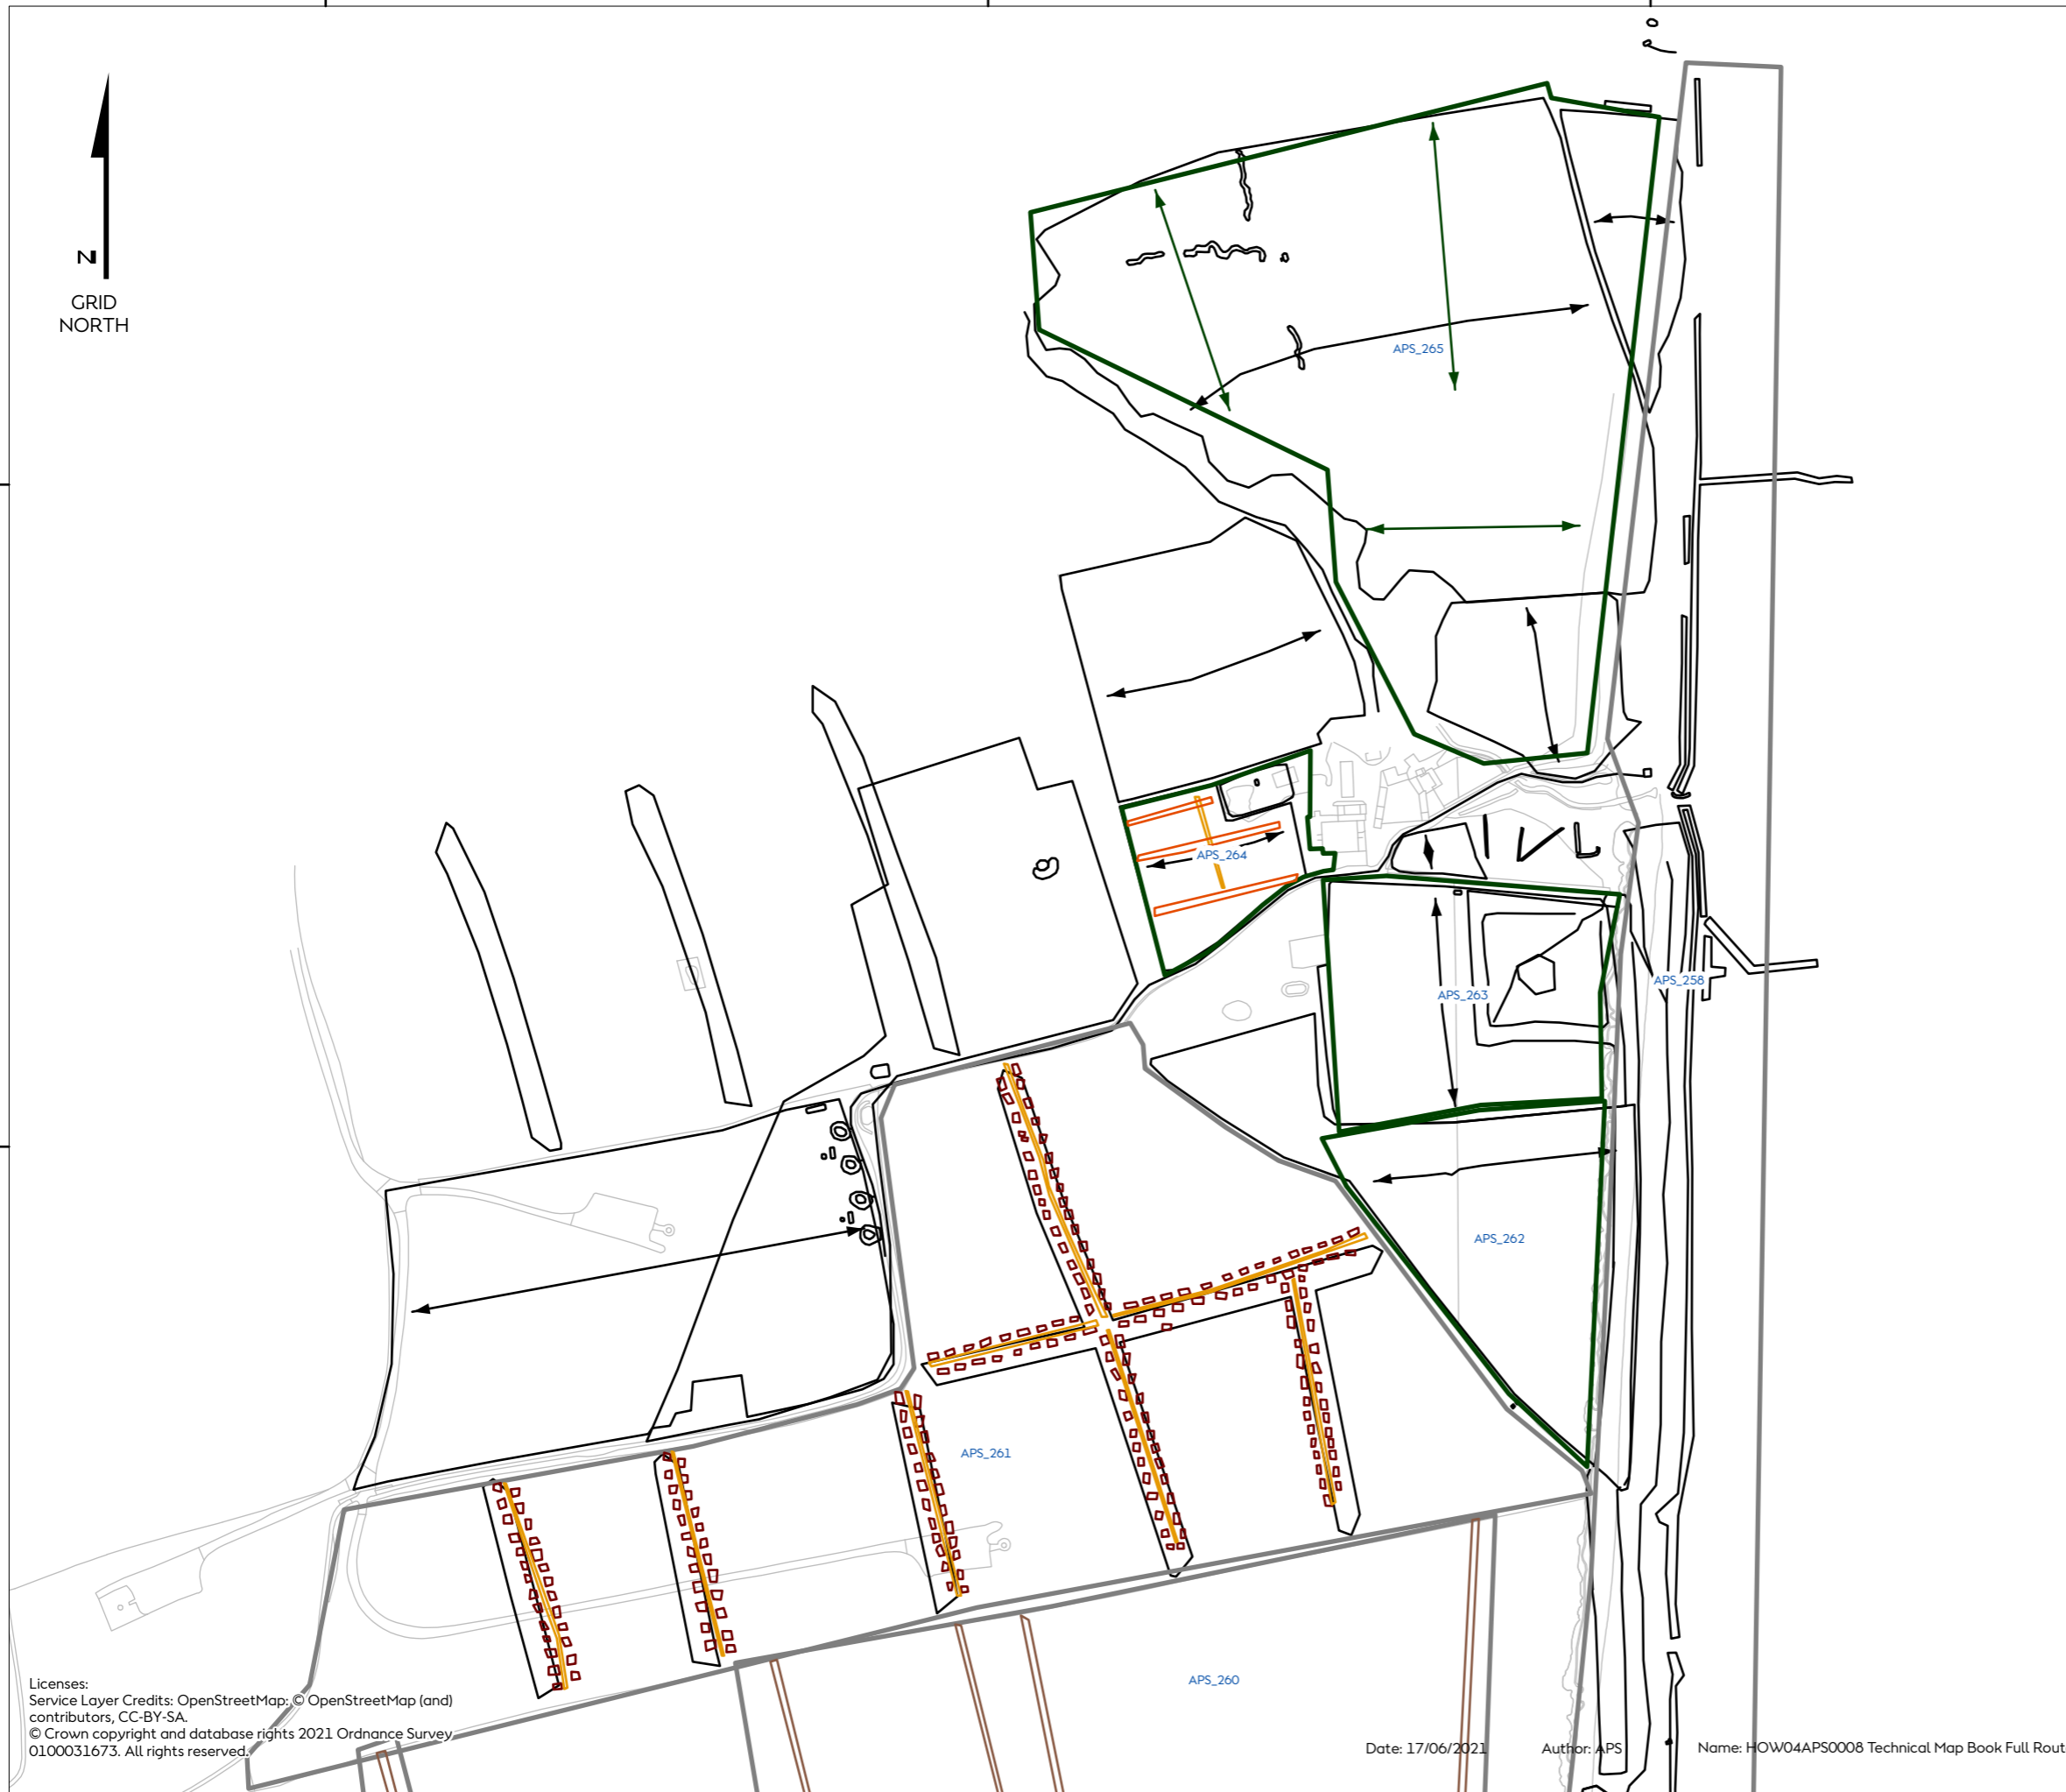 N
GRID
NORTH
APS_265
APS_264
APS_258
APS_263
APS_262
APS_261
APS_260
Licenses:
Service Layer Credits: OpenStreetMap: © OpenStreetMap (and)
contributors, CC-BY-SA.
© Crown copyright and database rights 2021 Ordnance Survey
0100031673. All rights reserved.
Date: 17/06/2021 Author: APS Name: HOW04APS0008 Technical Map Book Full Rout